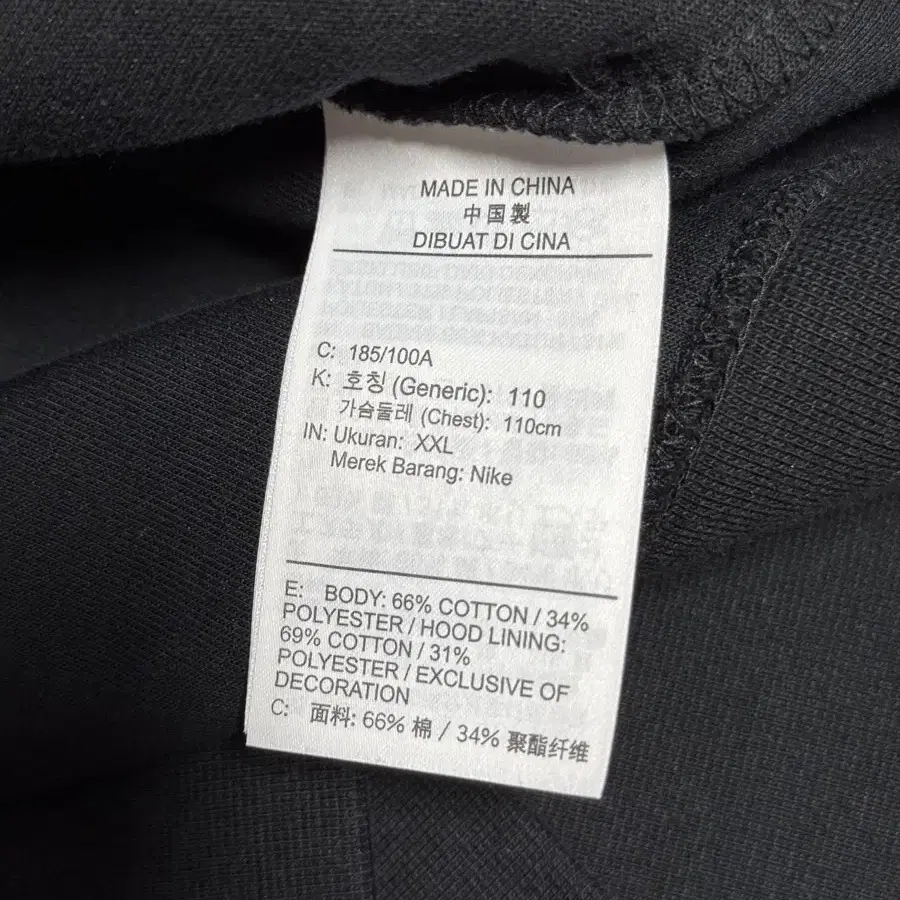 MADE IN CHINA
中国製
DIBUAT DI CINA
C: 185/100A
K: 호칭 (Generic): 110
가슴둘레 (Chest): 110cm
IN: Ukuran: XXL
Merek Barang: Nike
E: BODY: 66% COTTON / 34%
POLYESTER / HOOD LINING:
69% COTTON / 31%
POLYESTER / EXCLUSIVE OF
DECORATION
C: 面料: 66% 棉 / 34% 聚酯纤维